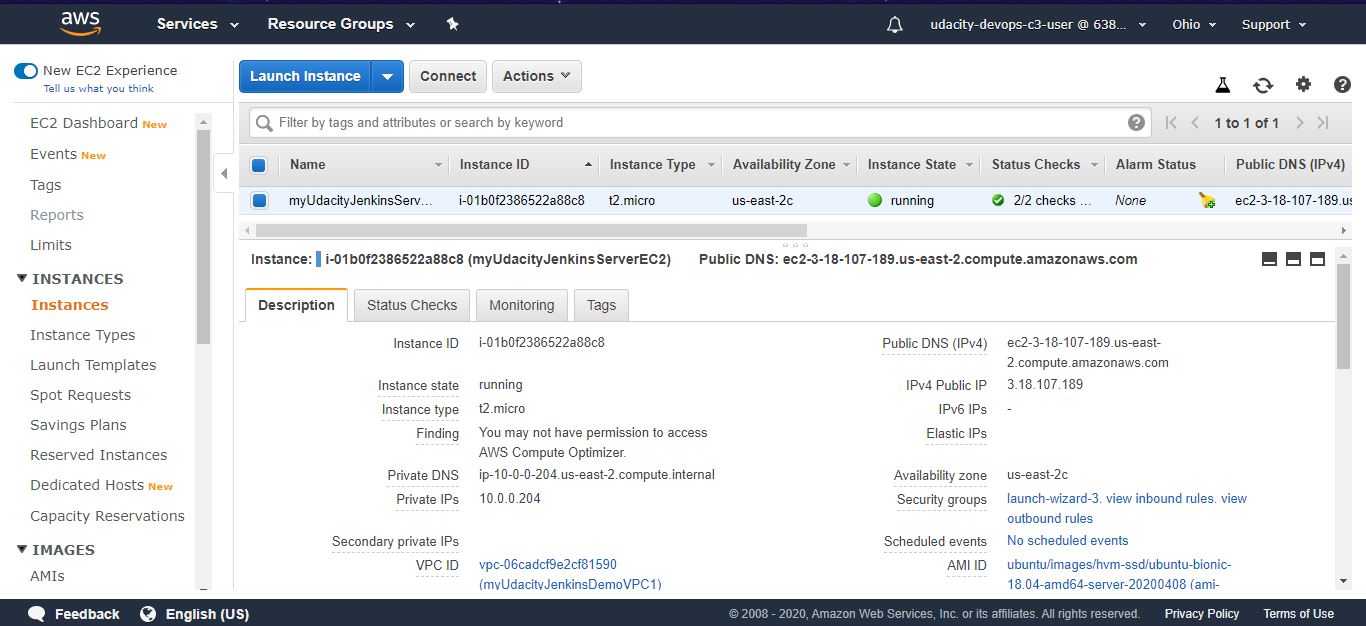 aws
Services
Resource Groups
udacity-devops-c3-user @ 638...
Ohio
Support
New EC2 Experience
Tell us what you think
EC2 Dashboard New
Events New
Tags
Reports
Limits
INSTANCES
Instances
Instance Types
Launch Templates
Spot Requests
Savings Plans
Reserved Instances
Dedicated Hosts New
Capacity Reservations
IMAGES
AMIs
Launch Instance
Connect
Actions
Filter by tags and attributes or search by keyword
1 to 1 of 1
Name Instance ID Instance Type Availability Zone Instance State Status Checks Alarm Status Public DNS (IPv4)
myUdacityJenkinsServ... i-01b0f2386522a88c8 t2.micro us-east-2c running 2/2 checks ... None ec2-3-18-107-189.us
Instance: i-01b0f2386522a88c8 (myUdacityJenkinsServerEC2) Public DNS: ec2-3-18-107-189.us-east-2.compute.amazonaws.com
Description Status Checks Monitoring Tags
Instance ID i-01b0f2386522a88c8
Instance state running
Instance type t2.micro
Finding You may not have permission to access
AWS Compute Optimizer.
Private DNS ip-10-0-0-204.us-east-2.compute.internal
Private IPs 10.0.0.204
Secondary private IPs
VPC ID vpc-06cadcf9e2cf81590
(myUdacityJenkinsDemoVPC1)
Public DNS (IPv4) ec2-3-18-107-189.us-east-
2.compute.amazonaws.com
IPv4 Public IP 3.18.107.189
IPv6 IPs -
Elastic IPs
Availability zone us-east-2c
Security groups launch-wizard-3. view inbound rules. view
outbound rules
Scheduled events No scheduled events
AMI ID ubuntu/images/hvm-ssd/ubuntu-bionic-
18.04-amd64-server-20200408 (ami-
Feedback
English (US)
© 2008 - 2020, Amazon Web Services, Inc. or its affiliates. All rights reserved.
Privacy Policy
Terms of Use